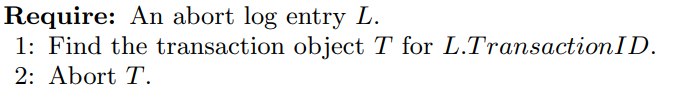 Require: An abort log entry L.
1: Find the transaction object T for L.TransactionID.
2: Abort T.